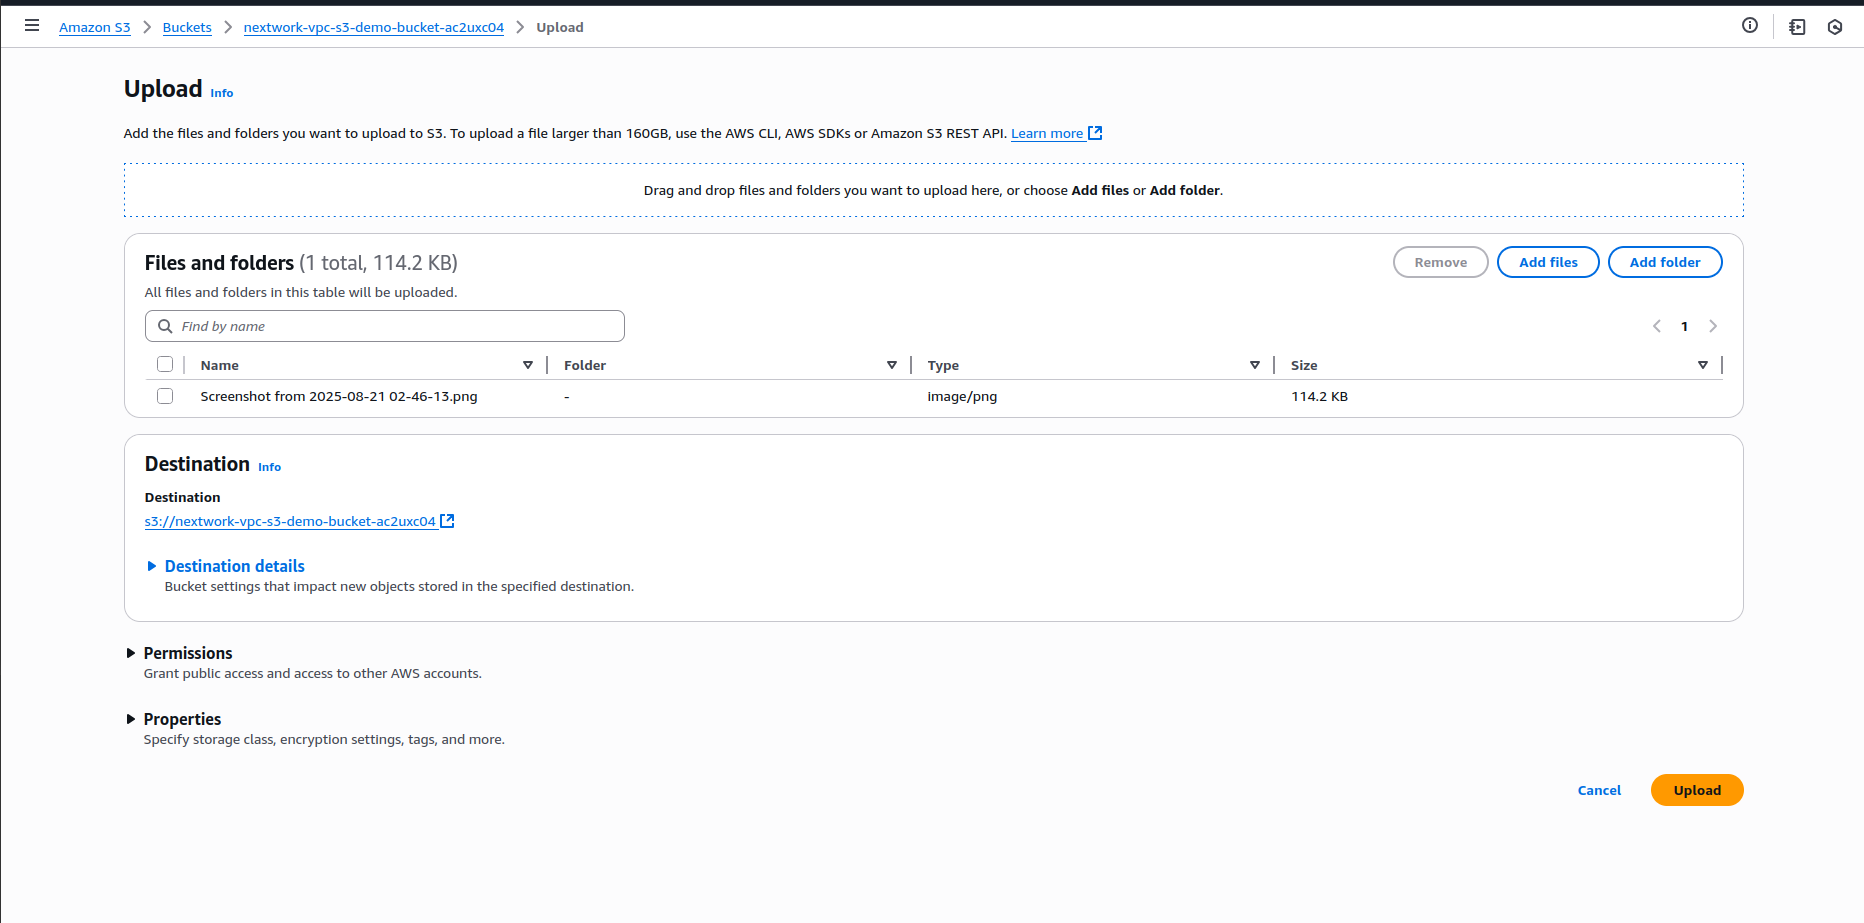 Amazon S3 > Buckets > nextwork-vpc-s3-demo-bucket-ac2uxc04 > Upload
Upload Info
Add the files and folders you want to upload to S3. To upload a file larger than 160GB, use the AWS CLI, AWS SDKs or Amazon S3 REST API. Learn more
Drag and drop files and folders you want to upload here, or choose Add files or Add folder.
Files and folders (1 total, 114.2 KB)
Remove
Add files
Add folder
All files and folders in this table will be uploaded.
Find by name
1
Name Folder Type Size
Screenshot from 2025-08-21 02-46-13.png - image/png 114.2 KB
Destination Info
Destination
s3://nextwork-vpc-s3-demo-bucket-ac2uxc04
Destination details
Bucket settings that impact new objects stored in the specified destination.
Permissions
Grant public access and access to other AWS accounts.
Properties
Specify storage class, encryption settings, tags, and more.
Cancel
Upload